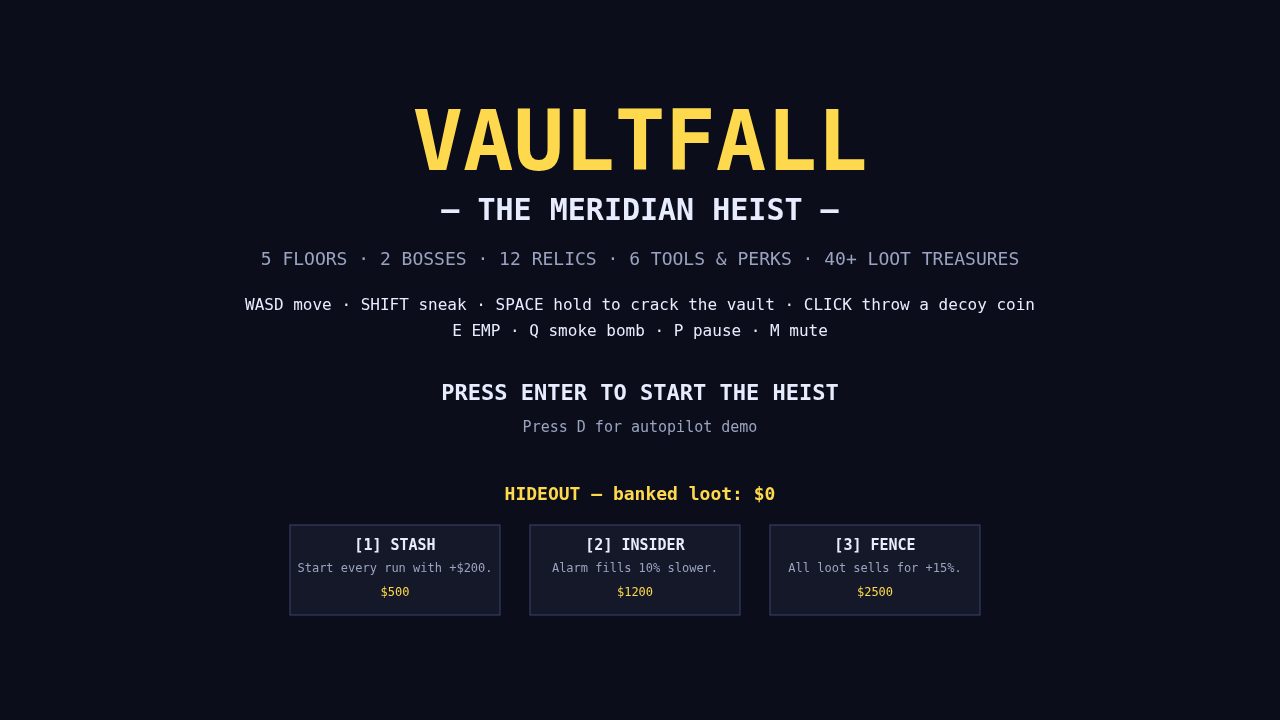 VAULTFALL
— THE MERIDIAN HEIST —
5 FLOORS · 2 BOSSES · 12 RELICS · 6 TOOLS & PERKS · 40+ LOOT TREASURES
WASD move · SHIFT sneak · SPACE hold to crack the vault · CLICK throw a decoy coin
E EMP · Q smoke bomb · P pause · M mute
PRESS ENTER TO START THE HEIST
Press D for autopilot demo
HIDEOUT — banked loot: $0
[1] STASH
Start every run with +$200.
$500
[2] INSIDER
Alarm fills 10% slower.
$1200
[3] FENCE
All loot sells for +15%.
$2500